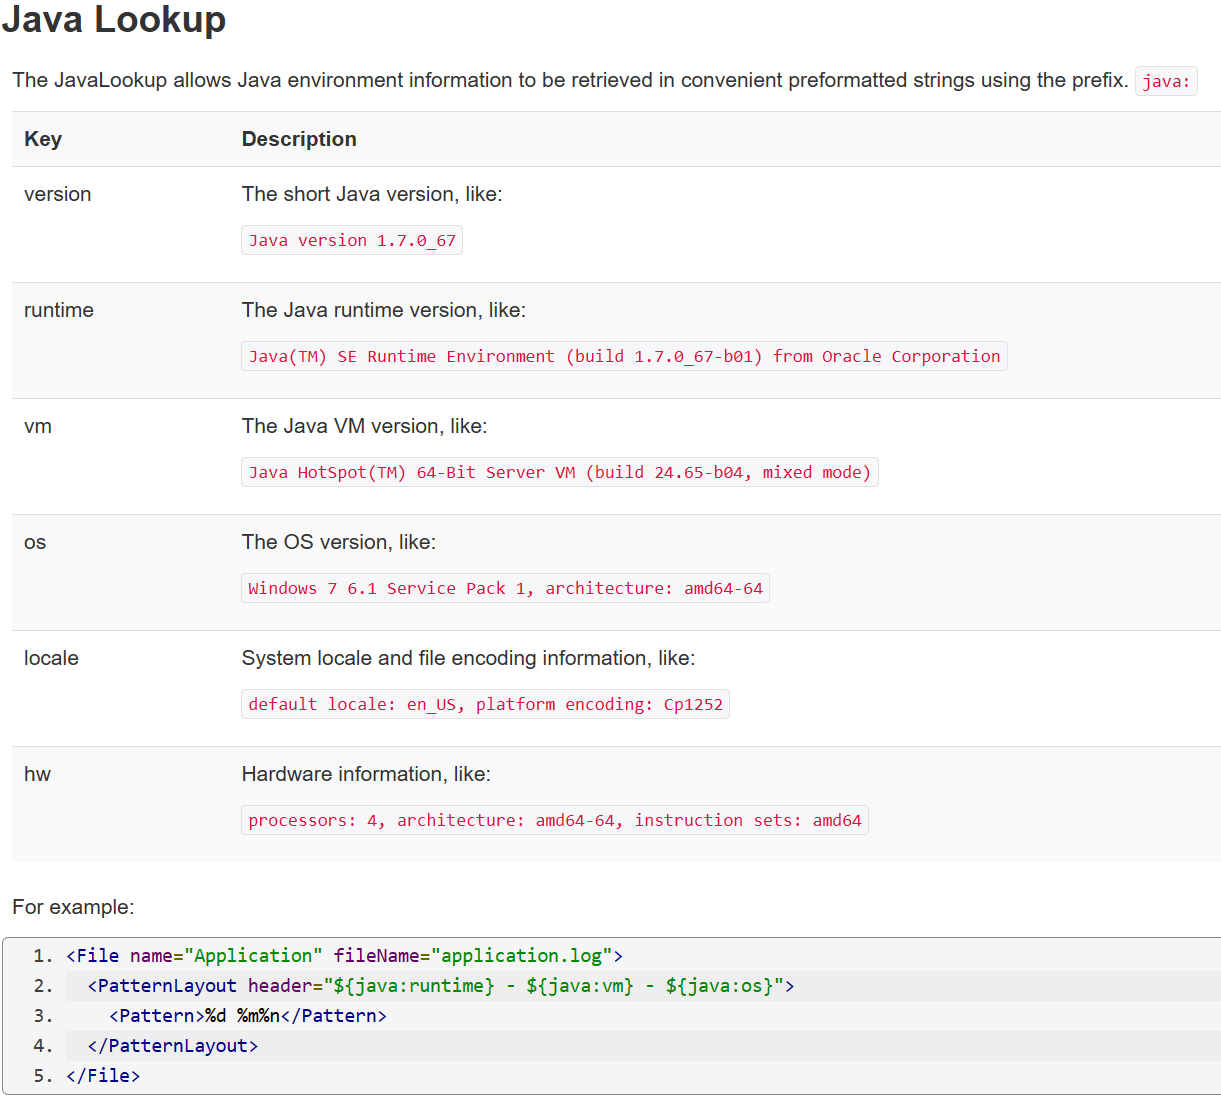 Java Lookup
The JavaLookup allows Java environment information to be retrieved in convenient preformatted strings using the prefix. java:
Key Description
version The short Java version, like:
Java version 1.7.0_67
runtime The Java runtime version, like:
Java(TM) SE Runtime Environment (build 1.7.0_67-b01) from Oracle Corporation
vm The Java VM version, like:
Java HotSpot(TM) 64-Bit Server VM (build 24.65-b04, mixed mode)
os The OS version, like:
Windows 7 6.1 Service Pack 1, architecture: amd64-64
locale System locale and file encoding information, like:
default locale: en_US, platform encoding: Cp1252
hw Hardware information, like:
processors: 4, architecture: amd64-64, instruction sets: amd64
For example:
1. <File name="Application" fileName="application.log">
2.   <PatternLayout header="${java:runtime} - ${java:vm} - ${java:os}">
3.     <Pattern>%d %m%n</Pattern>
4.   </PatternLayout>
5. </File>